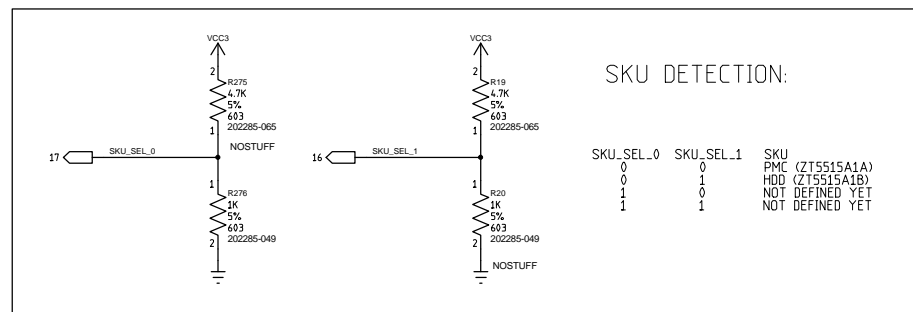 VCC3
2
R275
4.7K
5%
603
202285-065
1
NOSTUFF
17
SKU_SEL_0
1
R276
1K
5%
603
202285-049
2
VCC3
2
R19
4.7K
5%
603
202285-065
1
16
SKU_SEL_1
1
R20
1K
5%
603
202285-049
2
NOSTUFF
SKU DETECTION:
SKU_SEL_0 SKU_SEL_1 SKU
0 0 PMC (ZT5515A1A)
0 1 HDD (ZT5515A1B)
1 0 NOT DEFINED YET
1 1 NOT DEFINED YET